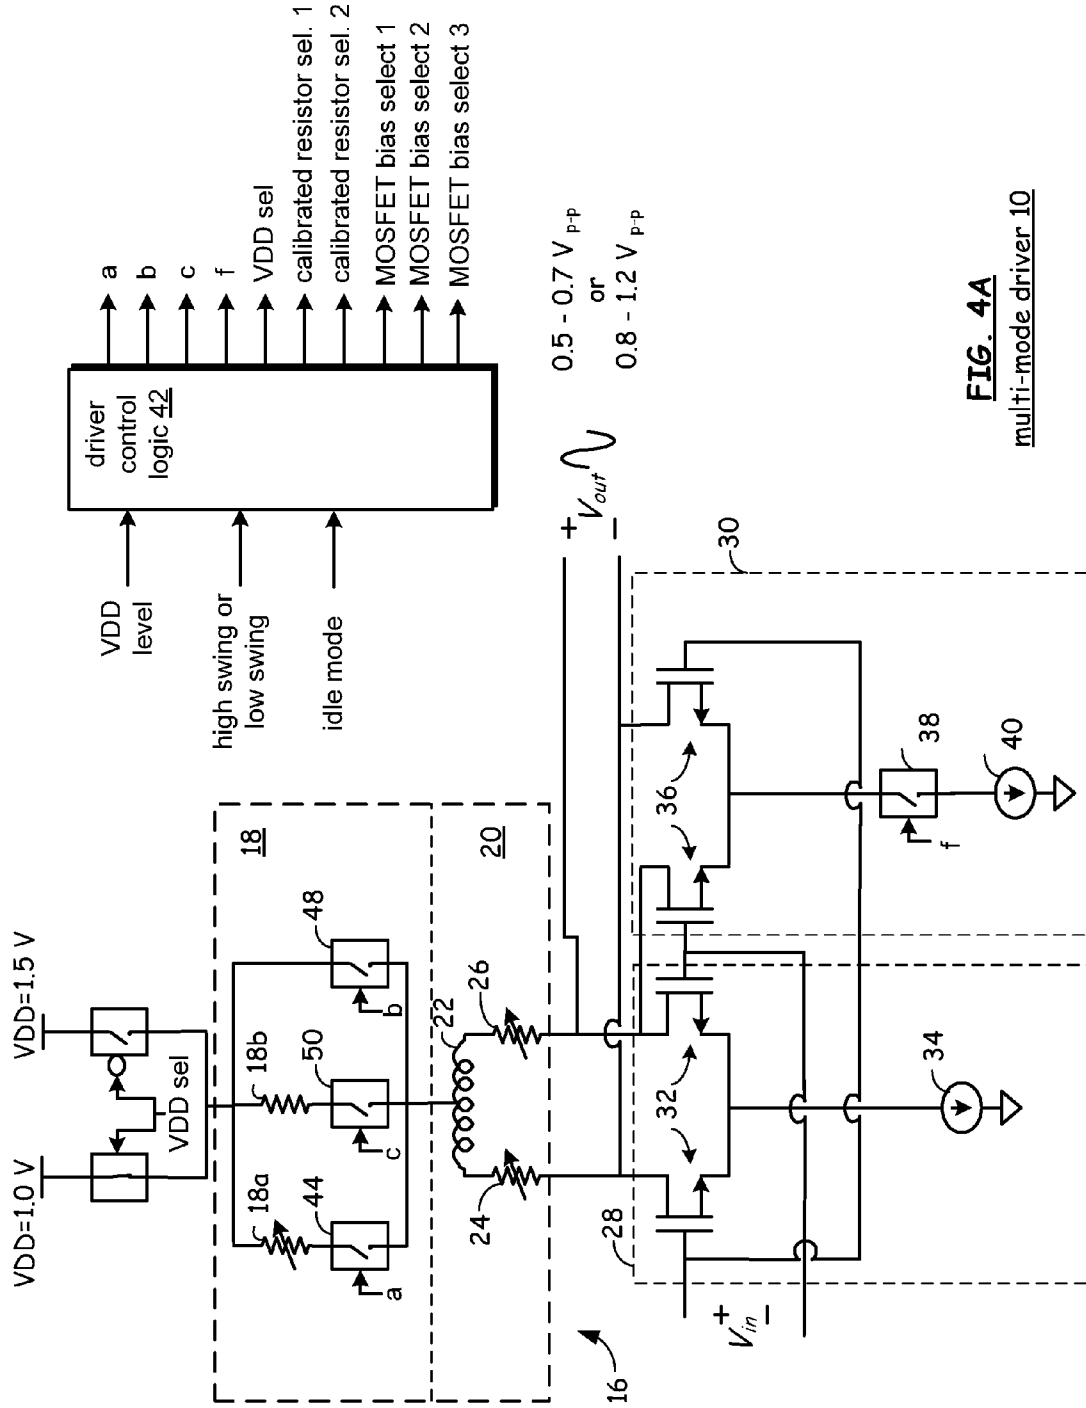 VDD=1.0 V
VDD=1.5 V
VDD sel
18
18a
18b
44
50
48
a
c
b
20
22
24
26
16
VDD
level
high swing or
low swing
idle mode
driver
control
logic 42
a
b
c
f
VDD sel
calibrated resistor sel. 1
calibrated resistor sel. 2
MOSFET bias select 1
MOSFET bias select 2
MOSFET bias select 3
+
Vout
−
0.5 - 0.7 V p-p
or
0.8 - 1.2 V p-p
28
30
32
36
+
Vin
−
34
38
f
40
FIG. 4A
multi-mode driver 10